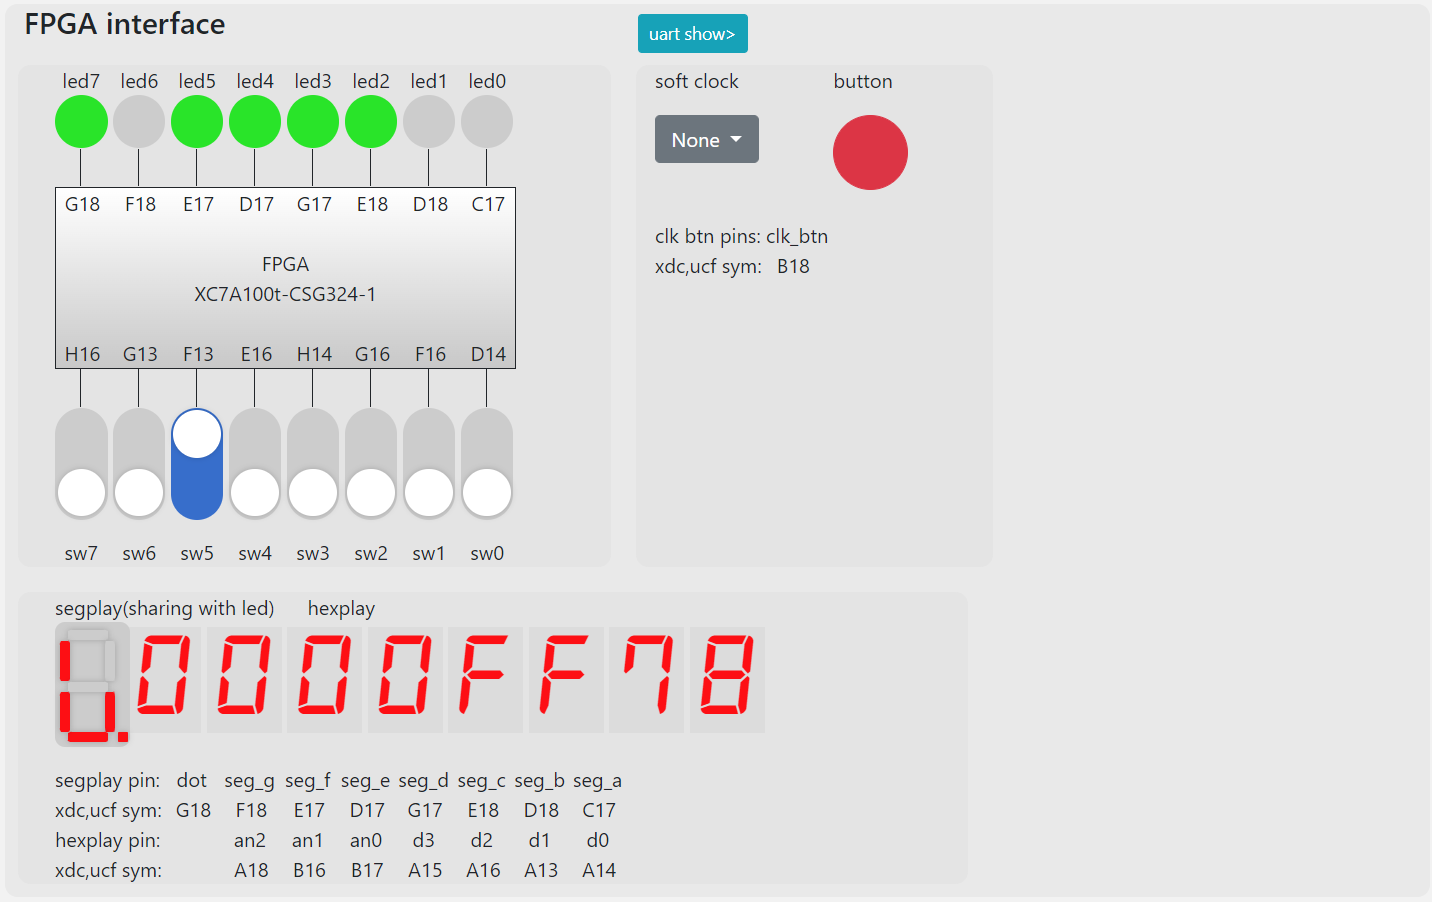 FPGA interface
uart show>
led7 led6 led5 led4 led3 led2 led1 led0
G18 F18 E17 D17 G17 E18 D18 C17
FPGA
XC7A100t-CSG324-1
H16 G13 F13 E16 H14 G16 F16 D14
sw7 sw6 sw5 sw4 sw3 sw2 sw1 sw0
soft clock button
None
clk btn pins: clk_btn
xdc,ucf sym: B18
segplay(sharing with led) hexplay
0000FF78
segplay pin: dot seg_g seg_f seg_e seg_d seg_c seg_b seg_a
xdc,ucf sym: G18 F18 E17 D17 G17 E18 D18 C17
hexplay pin: an2 an1 an0 d3 d2 d1 d0
xdc,ucf sym: A18 B16 B17 A15 A16 A13 A14